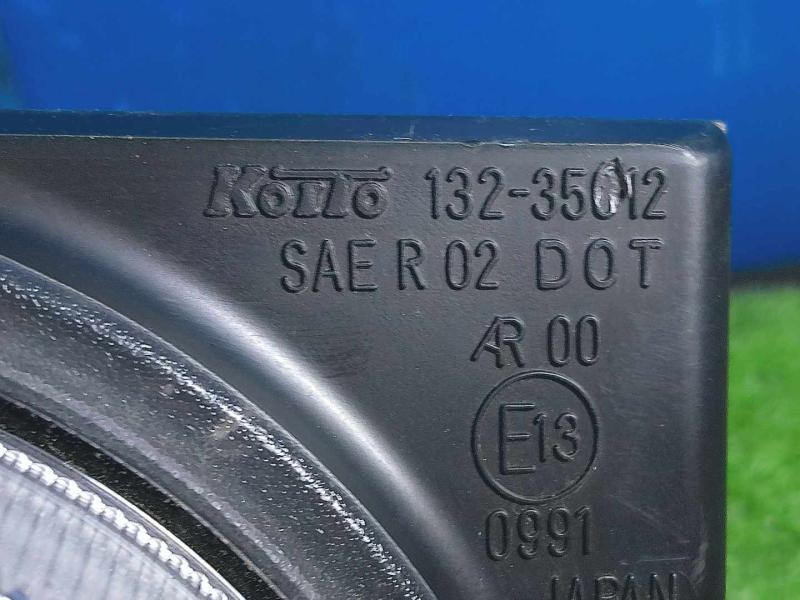 KOITO 132-35012
SAE R 02 DOT
AR 00
E13
0991
JAPAN